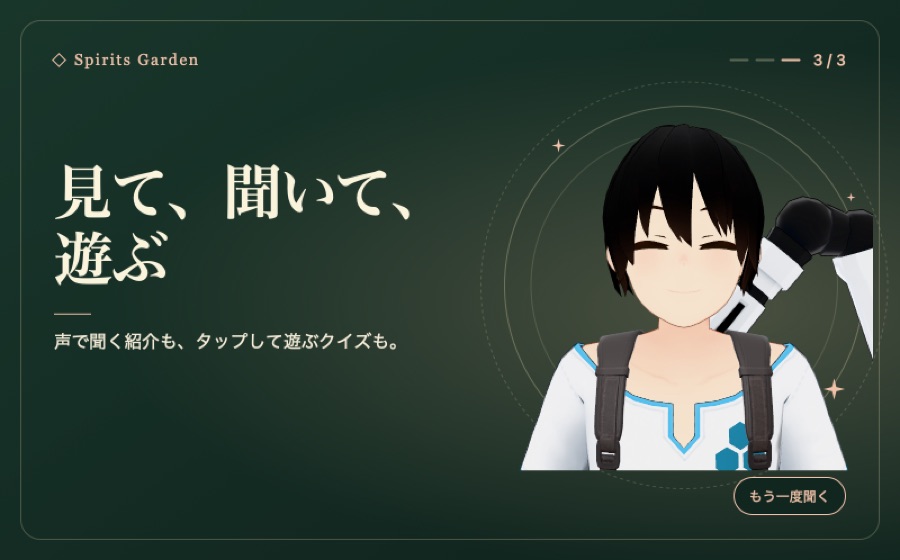 ◇ Spirits Garden
3 / 3
見て、聞いて、
遊ぶ
声で聞く紹介も、タップして遊ぶクイズも。
もう一度聞く